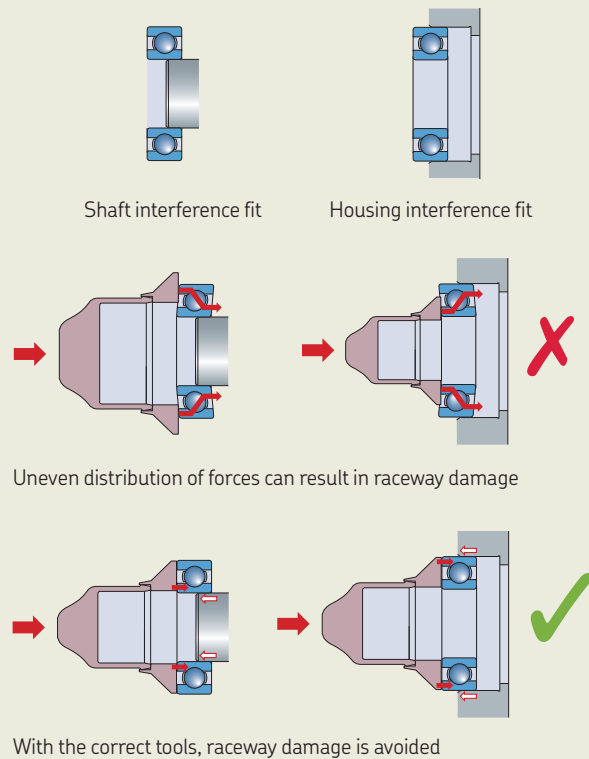 Shaft interference fit
Housing interference fit
Uneven distribution of forces can result in raceway damage
With the correct tools, raceway damage is avoided